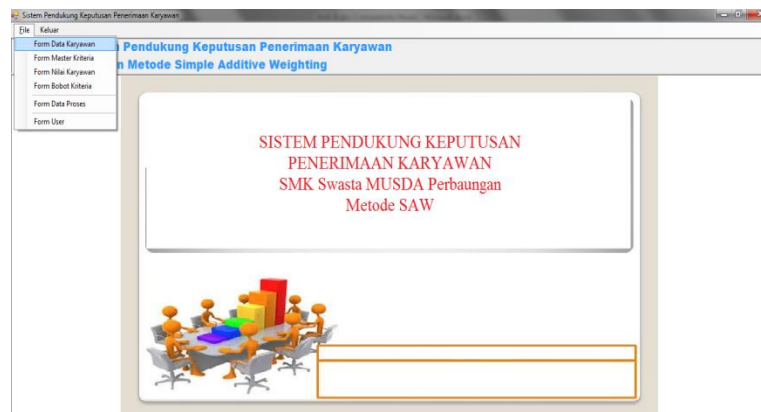 Sistem Pendukung Keputusan Penerimaan Karyawan
File Keluar
Form Data Karyawan
Form Master Kriteria
Form Nilai Karyawan
Form Bobot Kriteria
Form Data Proses
Form User
Pendukung Keputusan Penerimaan Karyawan
n Metode Simple Additive Weighting
SISTEM PENDUKUNG KEPUTUSAN
PENERIMAAN KARYAWAN
SMK Swasta MUSDA Perbaungan
Metode SAW